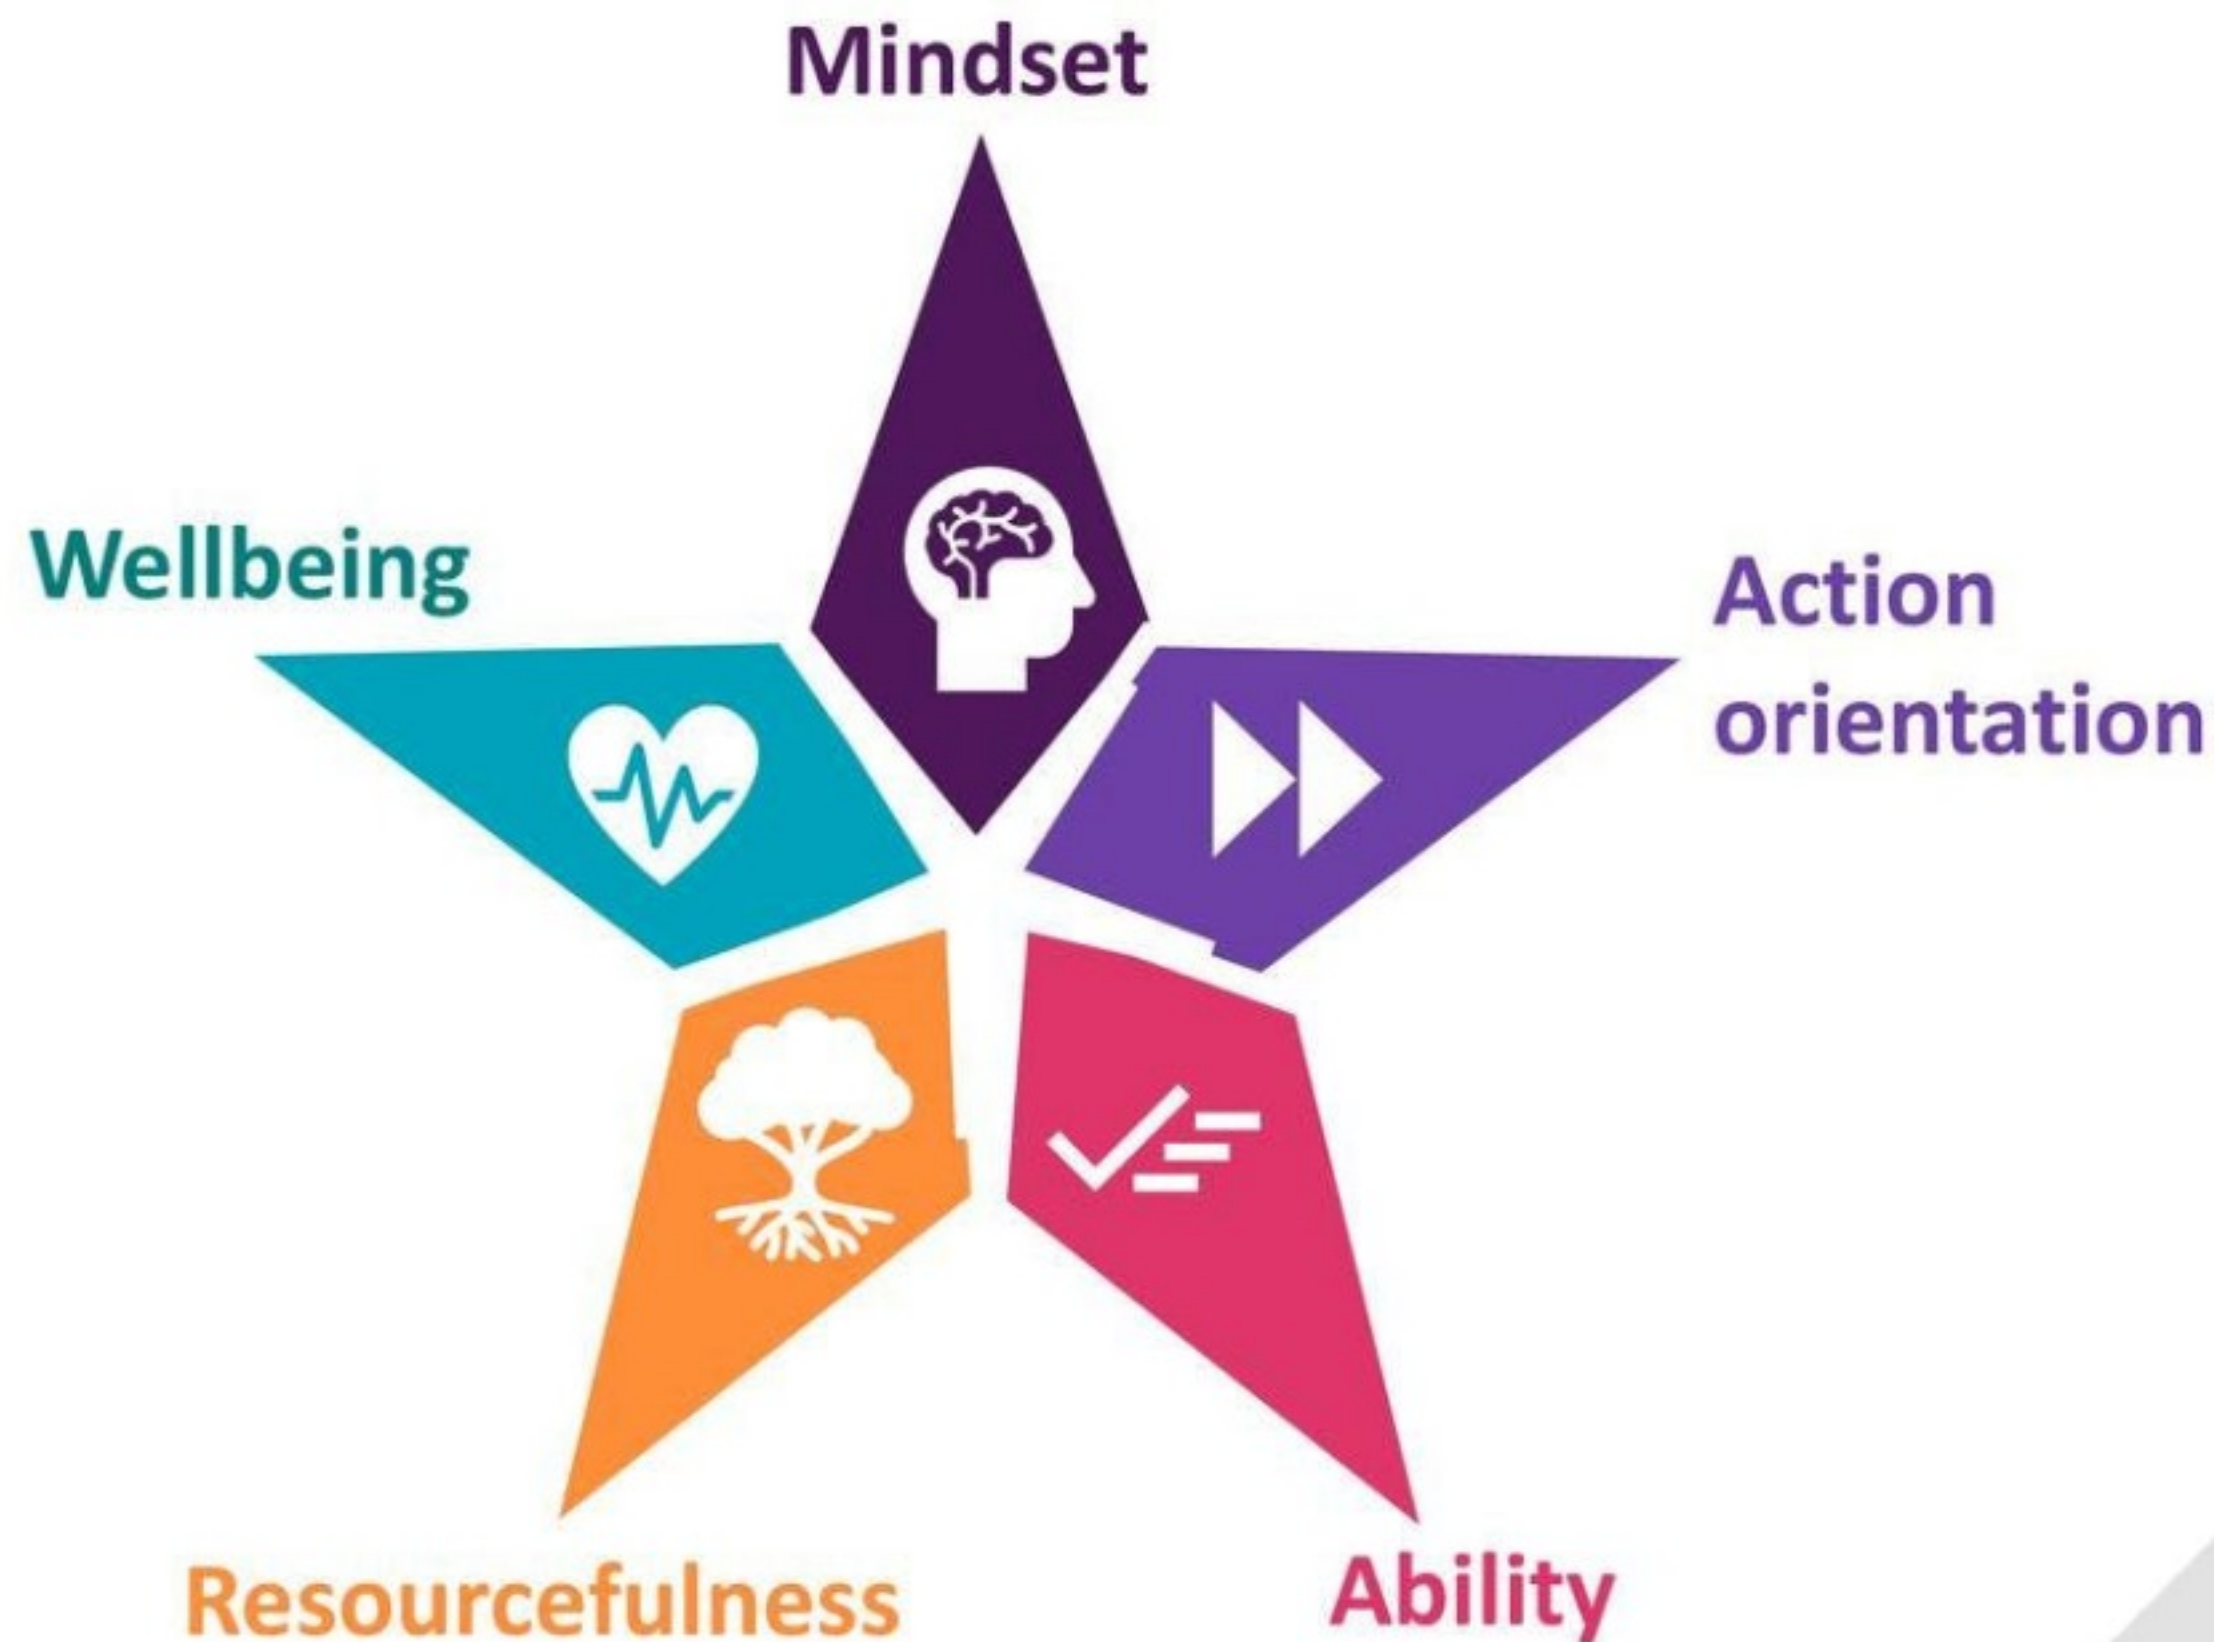 Mindset
Wellbeing
Action
orientation
Resourcefulness
Ability